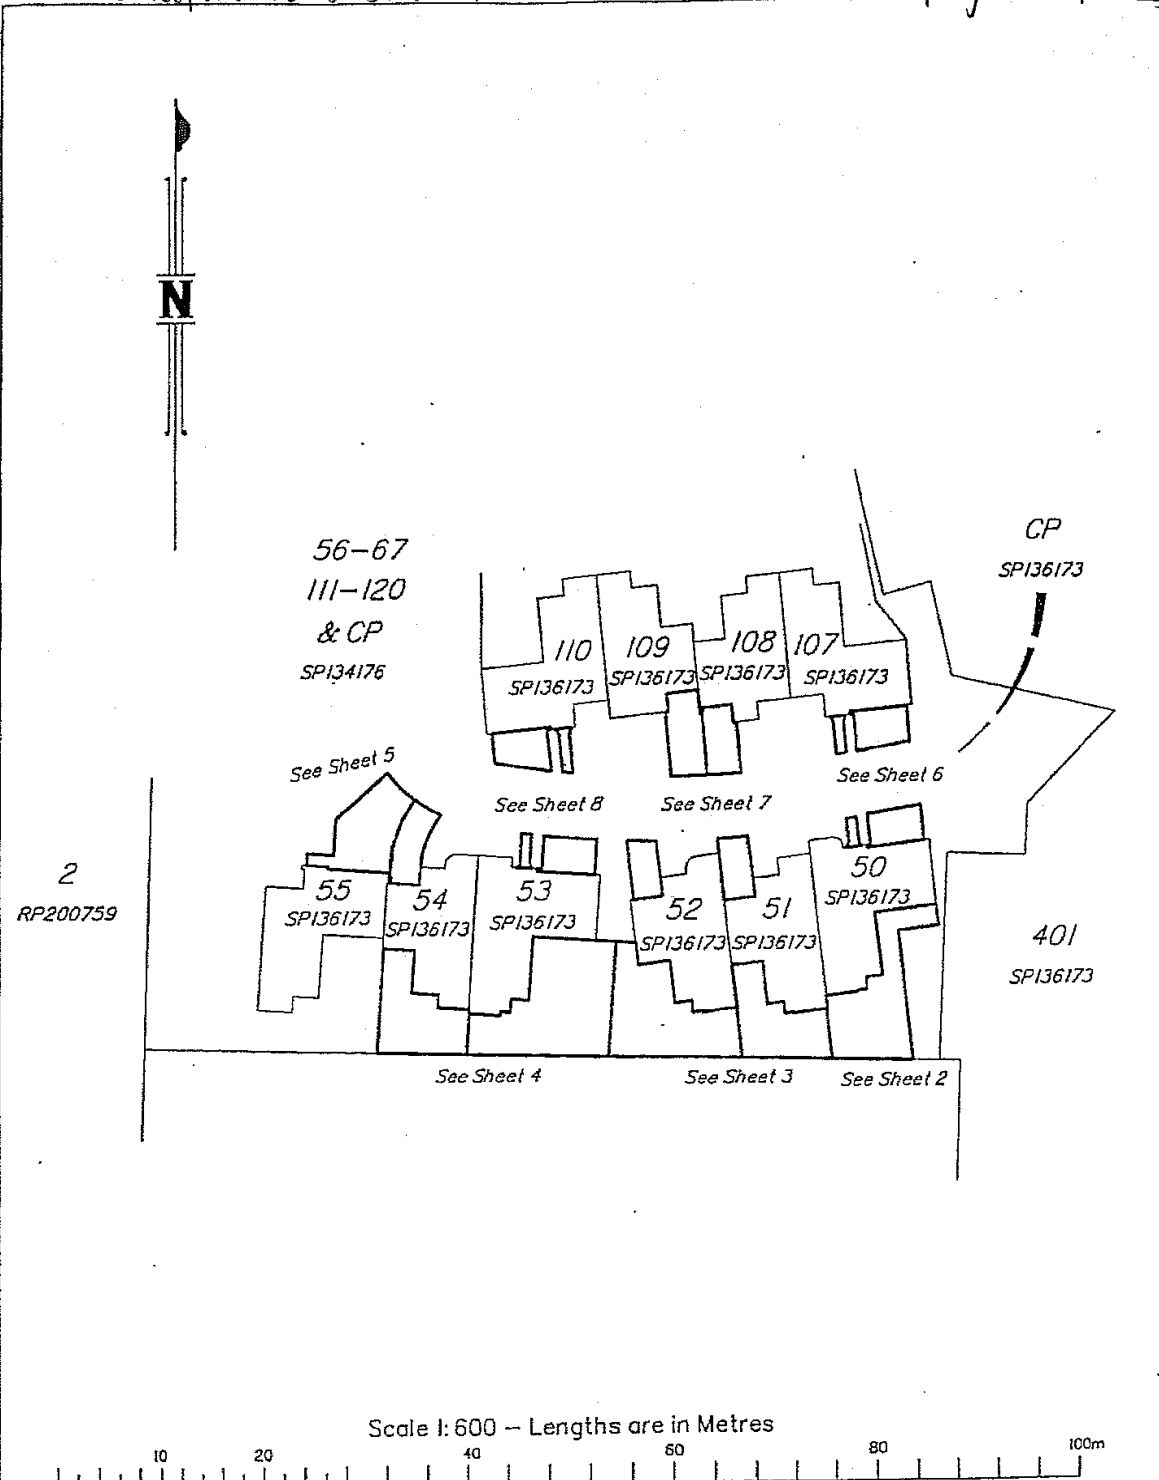 N
56-67
111-120
& CP
SP134176
CP
SP136173
110
SP136173
109
SP136173
108
SP136173
107
SP136173
See Sheet 5
See Sheet 8
See Sheet 7
See Sheet 6
2
RP200759
55
SP136173
54
SP136173
53
SP136173
52
SP136173
51
SP136173
50
SP136173
401
SP136173
See Sheet 4
See Sheet 3
See Sheet 2
Scale 1:600 – Lengths are in Metres
10 20 40 60 80 100m